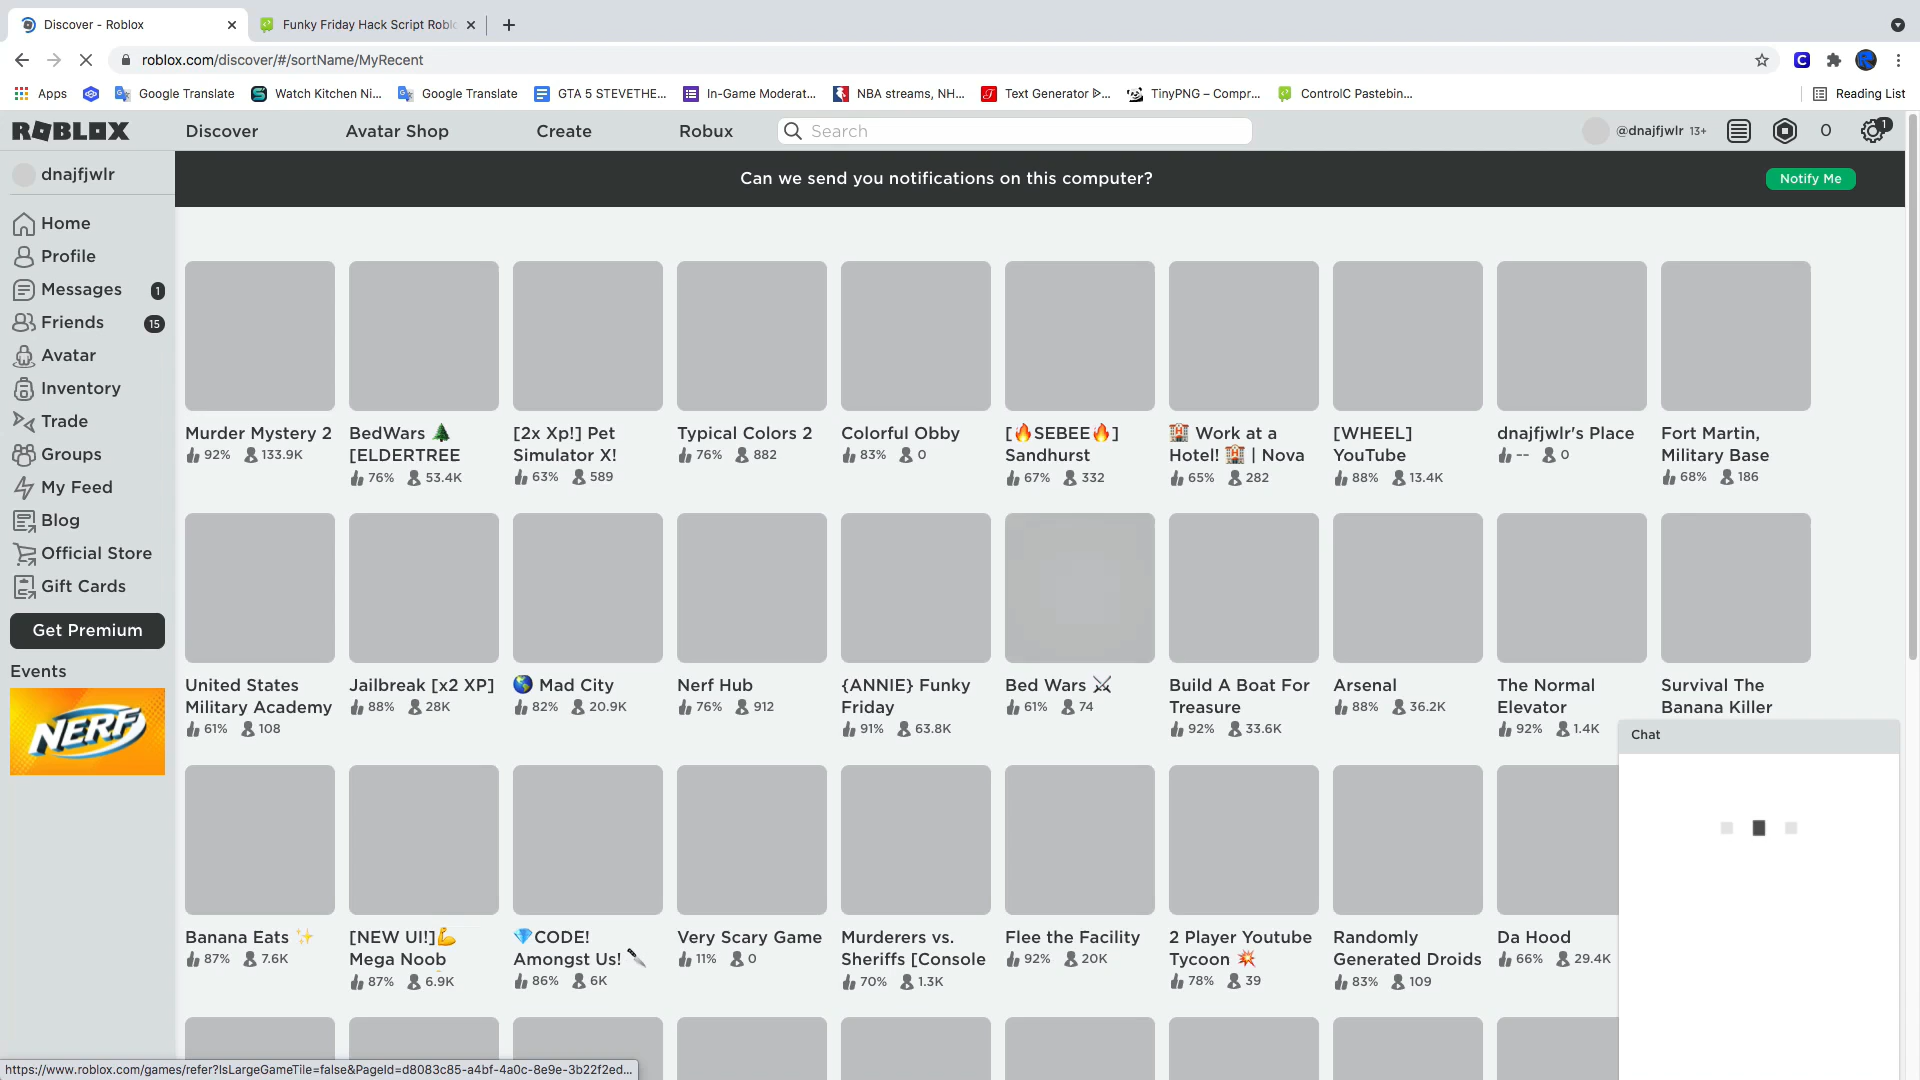 Discover - Roblox
Funky Friday Hack Script Roblo
roblox.com/discover/#/sortName/MyRecent
Apps
Google Translate
Watch Kitchen Ni...
Google Translate
GTA 5 STEVETHE...
In-Game Moderat...
NBA streams, NH...
Text Generator ᐅ...
TinyPNG – Compr...
ControlC Pastebin...
Reading List
ROBLOX
Discover
Avatar Shop
Create
Robux
Search
@dnajfjwlr 13+
0
1
dnajfjwlr
Can we send you notifications on this computer?
Notify Me
Home
Profile
Messages 1
Friends 15
Avatar
Inventory
Trade
Groups
My Feed
Blog
Official Store
Gift Cards
Get Premium
Events
NERF
Murder Mystery 2
92% 133.9K
BedWars 🌲
[ELDERTREE
76% 53.4K
[2x Xp!] Pet
Simulator X!
63% 589
Typical Colors 2
76% 882
Colorful Obby
83% 0
[🔥SEBEE🔥]
Sandhurst
67% 332
🏨 Work at a
Hotel! 🏨 | Nova
65% 282
[WHEEL]
YouTube
88% 13.4K
dnajfjwlr's Place
-- 0
Fort Martin,
Military Base
68% 186
United States
Military Academy
61% 108
Jailbreak [x2 XP]
88% 28K
🌎 Mad City
82% 20.9K
Nerf Hub
76% 912
{ANNIE} Funky
Friday
91% 63.8K
Bed Wars ⚔
61% 74
Build A Boat For
Treasure
92% 33.6K
Arsenal
88% 36.2K
The Normal
Elevator
92% 1.4K
Survival The
Banana Killer
Banana Eats ✨
87% 7.6K
[NEW UI!]💪
Mega Noob
87% 6.9K
💎CODE!
Amongst Us! 🔪
86% 6K
Very Scary Game
11% 0
Murderers vs.
Sheriffs [Console
70% 1.3K
Flee the Facility
92% 20K
2 Player Youtube
Tycoon 💥
78% 39
Randomly
Generated Droids
83% 109
Da Hood
66% 29.4K
Chat
https://www.roblox.com/games/refer?IsLargeGameTile=false&PageId=d8083c85-a4bf-4a0c-8e9e-3b22f2ed...